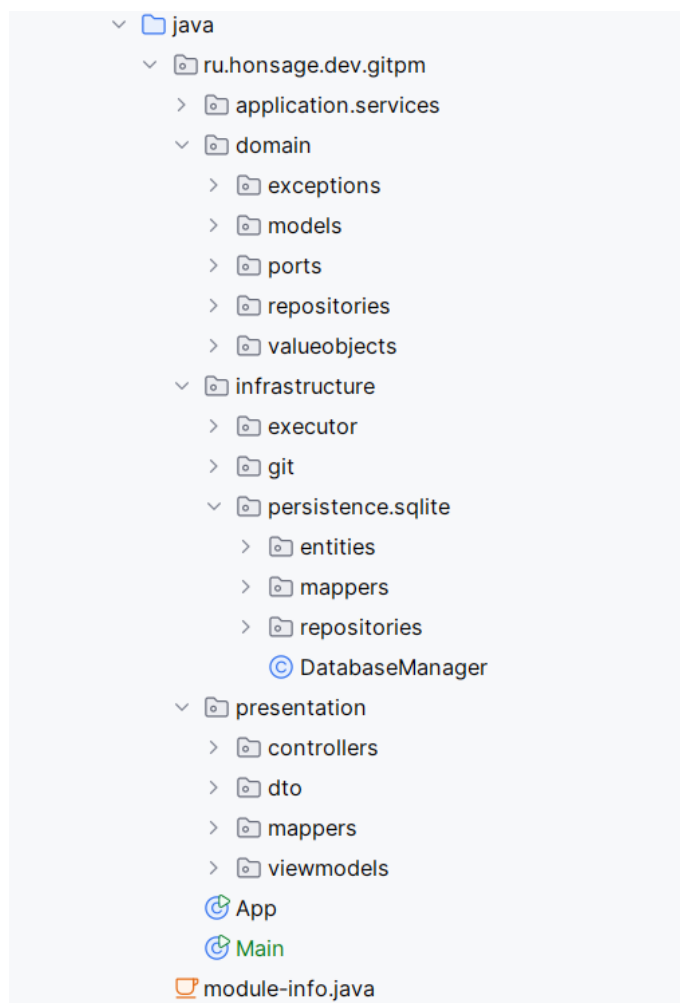 java
ru.honsage.dev.gitpm
application.services
domain
exceptions
models
ports
repositories
valueobjects
infrastructure
executor
git
persistence.sqlite
entities
mappers
repositories
DatabaseManager
presentation
controllers
dto
mappers
viewmodels
App
Main
module-info.java